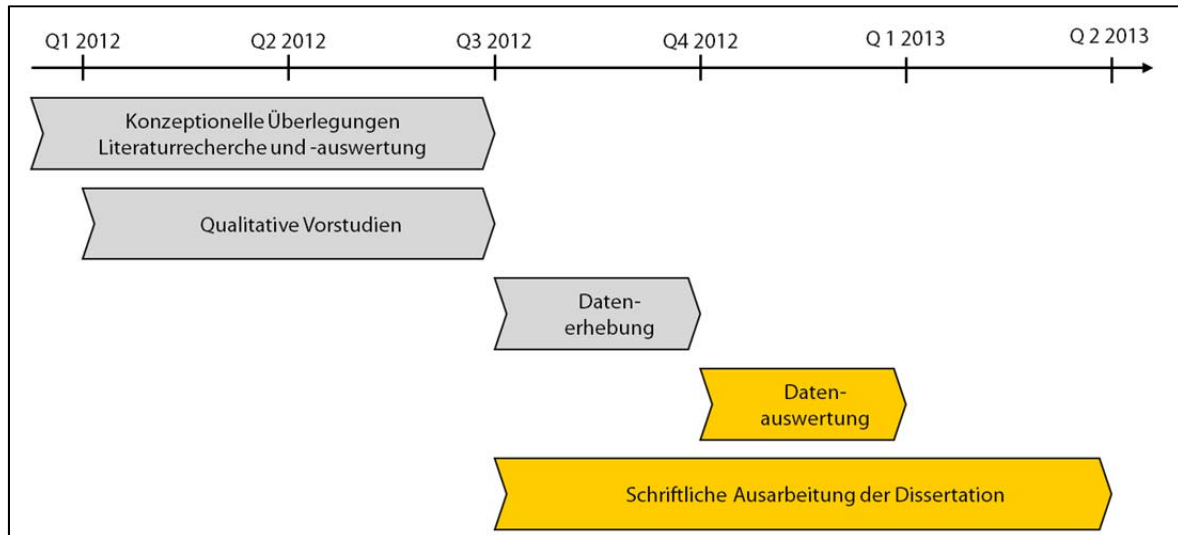 Q1 2012 Q2 2012 Q3 2012 Q4 2012 Q 1 2013 Q 2 2013
Konzeptionelle Überlegungen
Literaturrecherche und -auswertung
Qualitative Vorstudien
Daten-
erhebung
Daten-
auswertung
Schriftliche Ausarbeitung der Dissertation